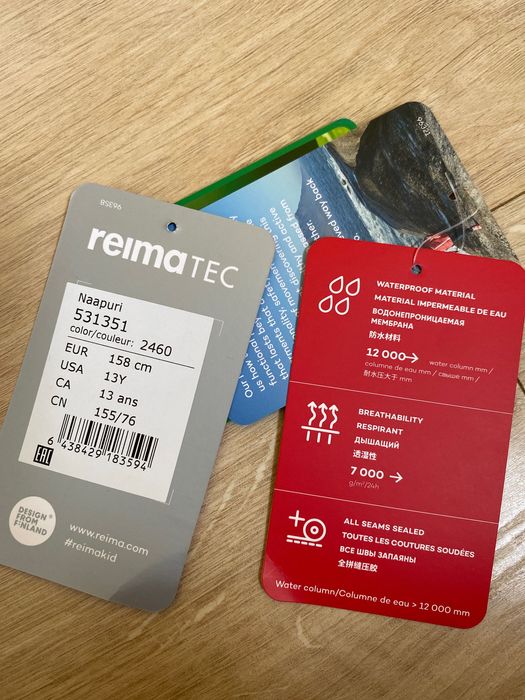 96358
reimaTEC
Naapuri
531351
color/couleur: 2460
EUR 158 cm
USA 13Y
CA 13 ans
CN 155/76
EAC
6 438429 183594
DESIGN FROM FINLAND
®
www.reima.com
#reimakid
96321
WATERPROOF MATERIAL
MATERIAL IMPERMEABLE DE EAU
ВОДОНЕПРОНИЦАЕМАЯ
МЕМБРАНА
防水材料
12 000→ water column mm /
colonne de eau mm / свыше мм /
耐水压大于 mm
BREATHABILITY
RESPIRANT
ДЫШАЩИЙ
透湿性
7 000 →
g/m²/24h
ALL SEAMS SEALED
TOUTES LES COUTURES SOUDÉES
ВСЕ ШВЫ ЗАПАЯНЫ
全拼缝压胶
Water column/Colonne de eau > 12 000 mm